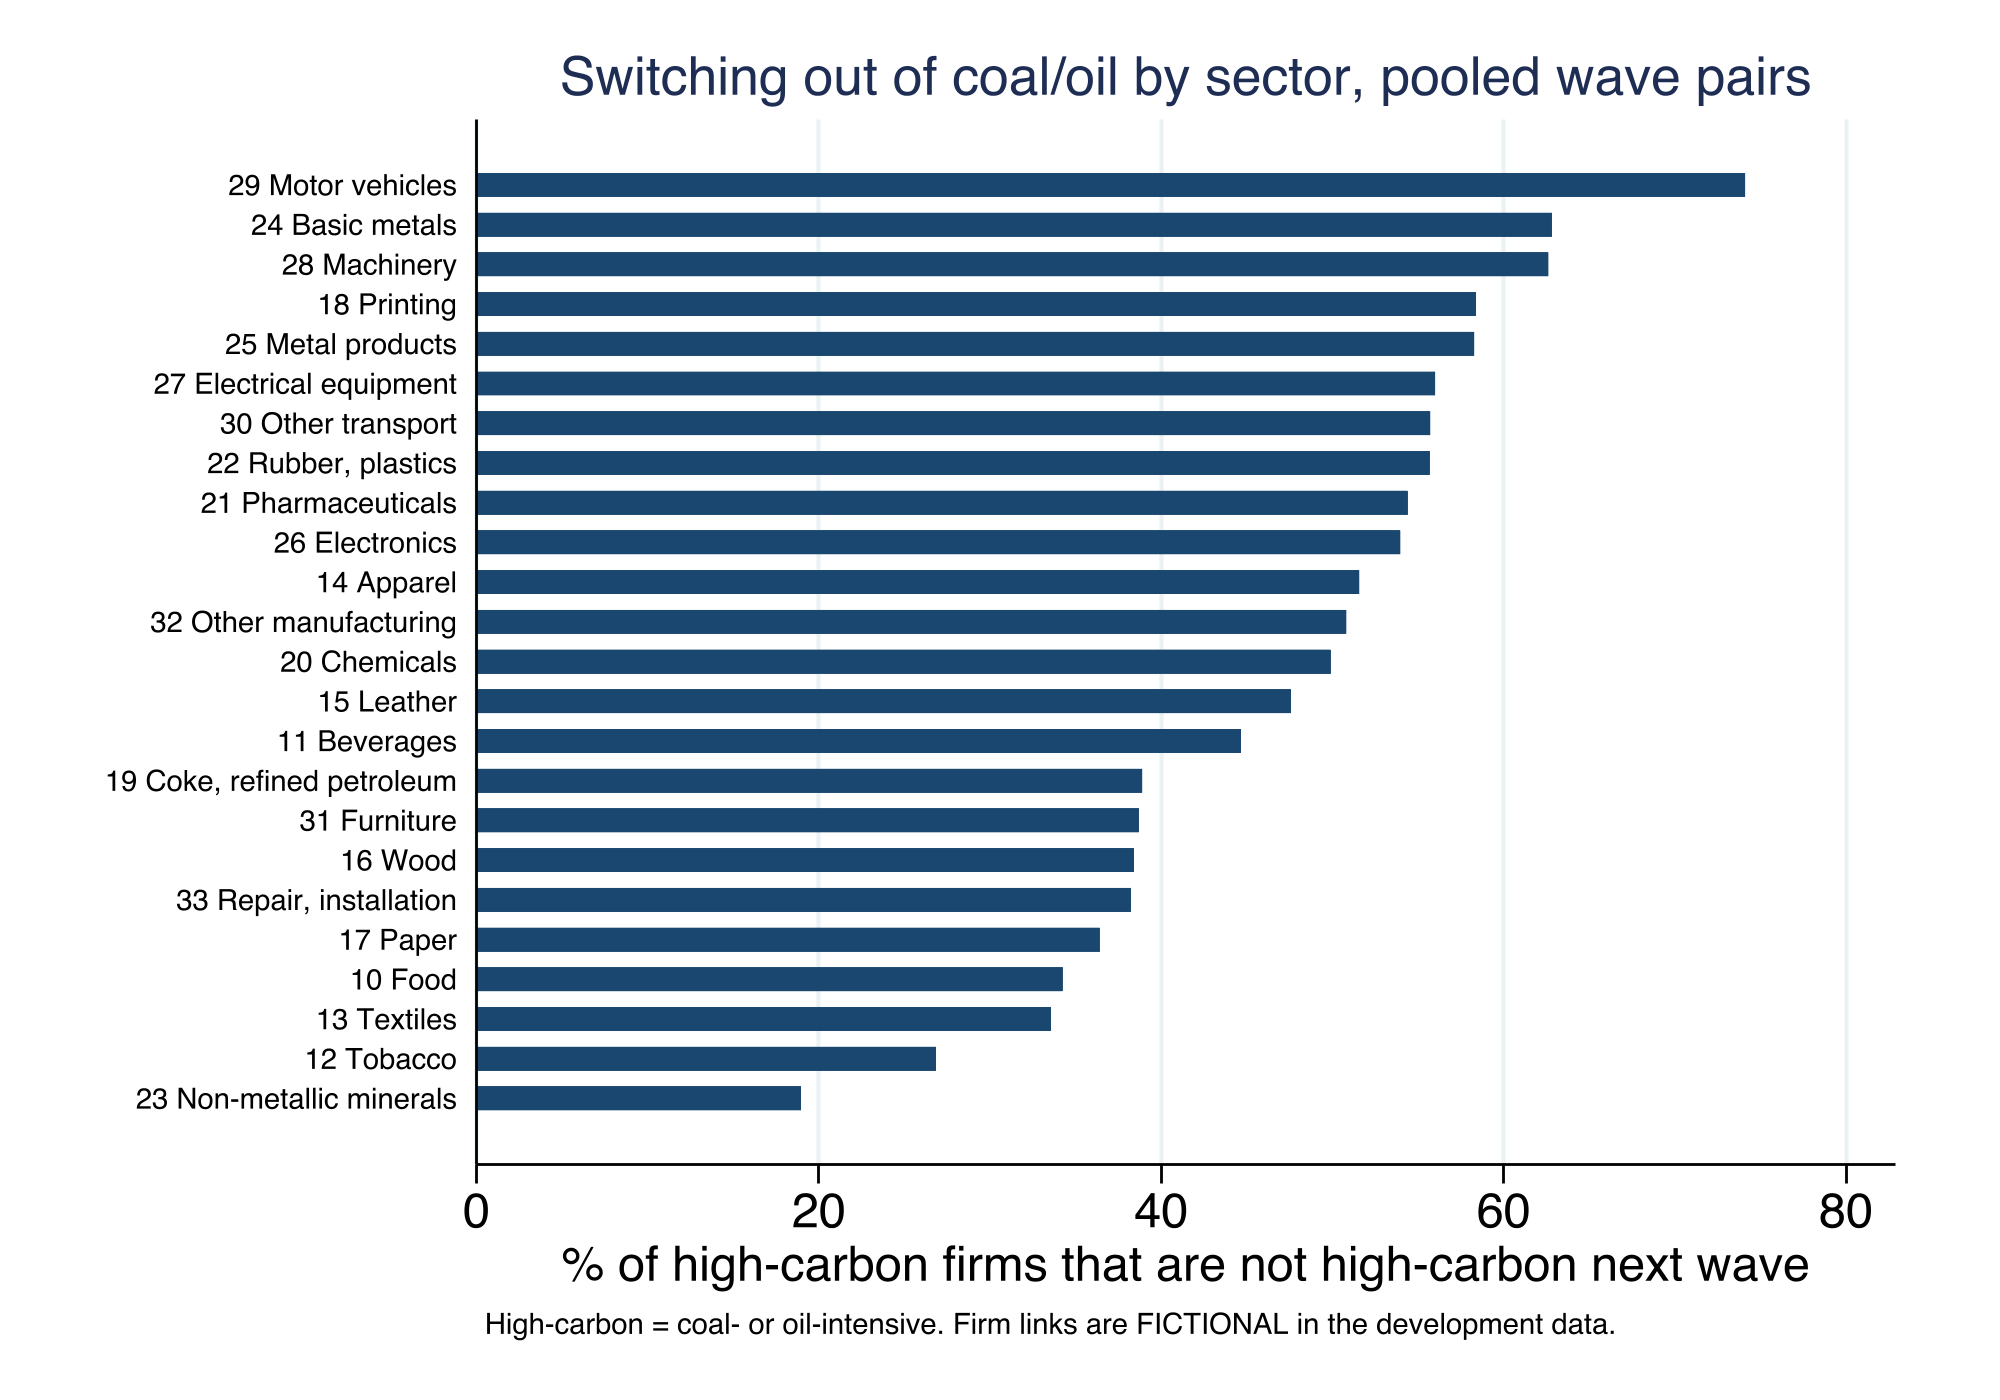 Switching out of coal/oil by sector, pooled wave pairs
29 Motor vehicles
24 Basic metals
28 Machinery
18 Printing
25 Metal products
27 Electrical equipment
30 Other transport
22 Rubber, plastics
21 Pharmaceuticals
26 Electronics
14 Apparel
32 Other manufacturing
20 Chemicals
15 Leather
11 Beverages
19 Coke, refined petroleum
31 Furniture
16 Wood
33 Repair, installation
17 Paper
10 Food
13 Textiles
12 Tobacco
23 Non-metallic minerals
0 20 40 60 80
% of high-carbon firms that are not high-carbon next wave
High-carbon = coal- or oil-intensive. Firm links are FICTIONAL in the development data.